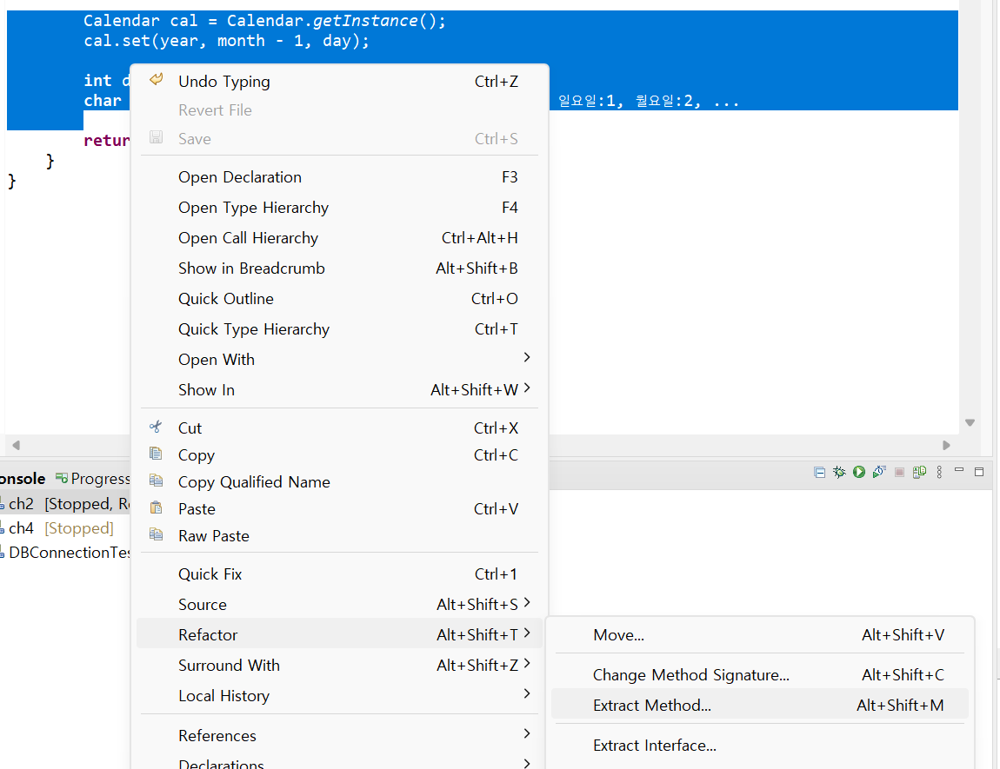 Calendar cal = Calendar.getInstance();
cal.set(year, month - 1, day);
int
char 일요일:1, 월요일:2, ...
}
}
Undo Typing Ctrl+Z
Revert File
Save Ctrl+S
Open Declaration F3
Open Type Hierarchy F4
Open Call Hierarchy Ctrl+Alt+H
Show in Breadcrumb Alt+Shift+B
Quick Outline Ctrl+O
Quick Type Hierarchy Ctrl+T
Open With
Show In Alt+Shift+W
Cut Ctrl+X
Copy Ctrl+C
Copy Qualified Name
Paste Ctrl+V
Raw Paste
Quick Fix Ctrl+1
Source Alt+Shift+S
Refactor Alt+Shift+T
Surround With Alt+Shift+Z
Local History
References
Declarations
Move... Alt+Shift+V
Change Method Signature... Alt+Shift+C
Extract Method... Alt+Shift+M
Extract Interface...
onsole Progress
ch2 [Stopped, Re
ch4 [Stopped]
DBConnectionTes